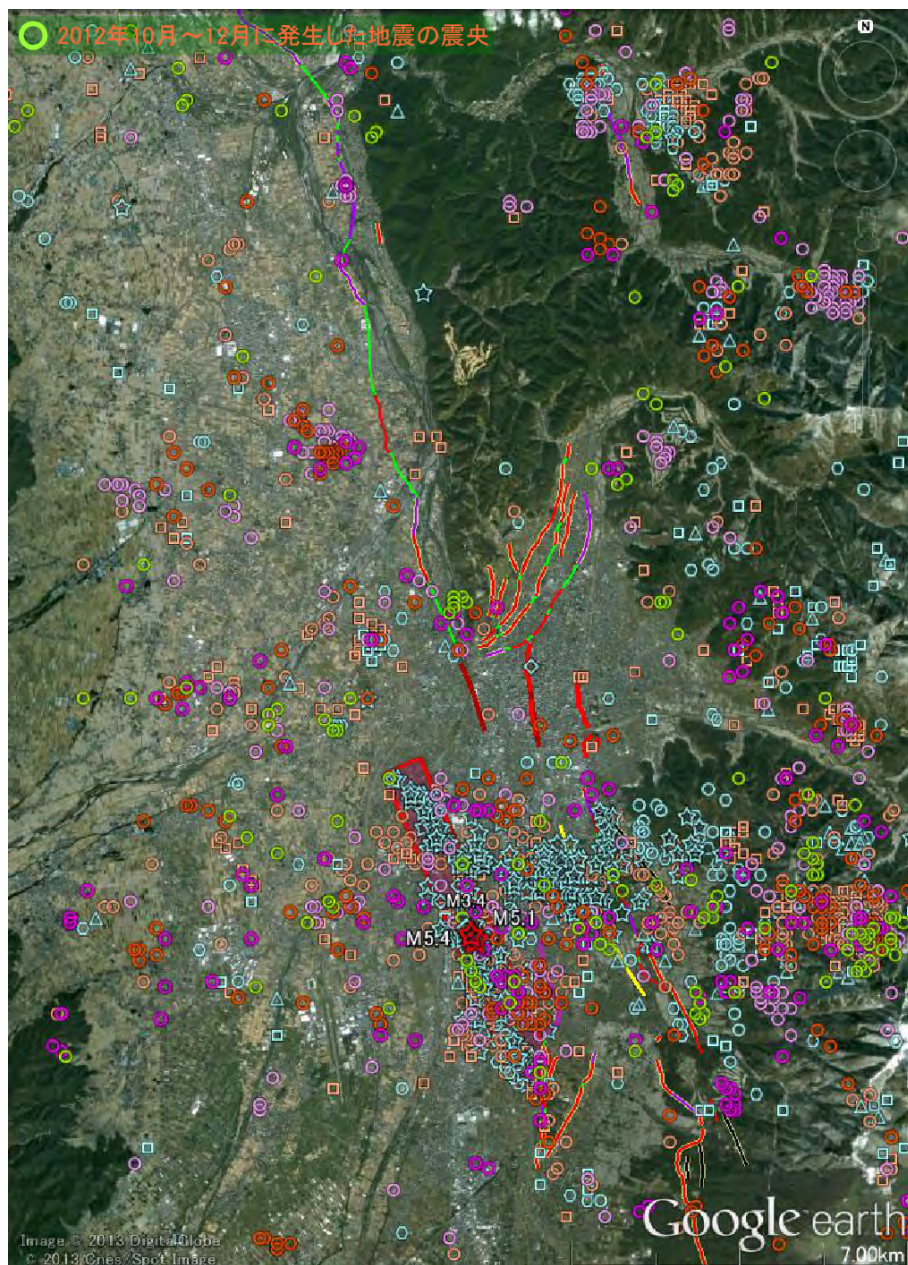 2012年10月～12月に発生した地震の震央
N
M3.4
M5.1
M5.4
Google earth
Image © 2013 DigitalGlobe
© 2013 Cnes/Spot Image
7.00km